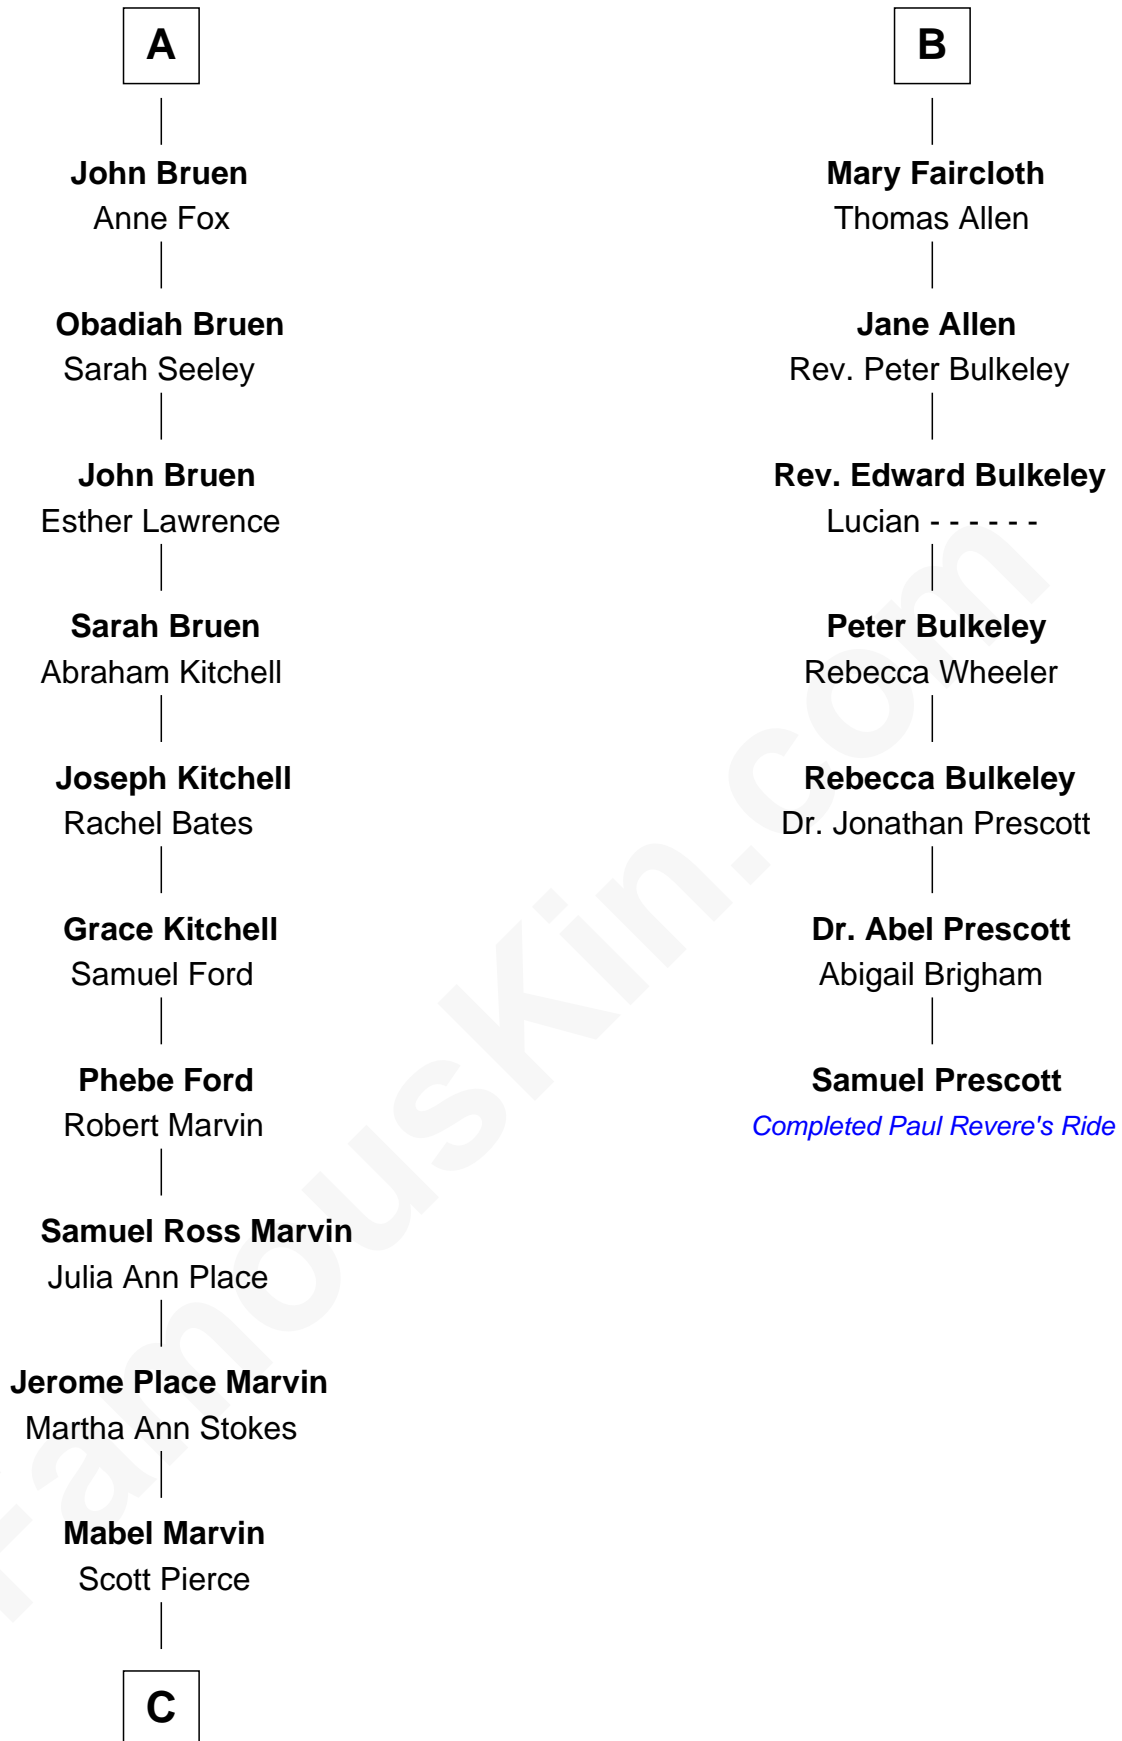 A
John Bruen
Anne Fox
Obadiah Bruen
Sarah Seeley
John Bruen
Esther Lawrence
Sarah Bruen
Abraham Kitchell
Joseph Kitchell
Rachel Bates
Grace Kitchell
Samuel Ford
Phebe Ford
Robert Marvin
Samuel Ross Marvin
Julia Ann Place
Jerome Place Marvin
Martha Ann Stokes
Mabel Marvin
Scott Pierce
C
B
Mary Faircloth
Thomas Allen
Jane Allen
Rev. Peter Bulkeley
Rev. Edward Bulkeley
Lucian - - - - - -
Peter Bulkeley
Rebecca Wheeler
Rebecca Bulkeley
Dr. Jonathan Prescott
Dr. Abel Prescott
Abigail Brigham
Samuel Prescott
Completed Paul Revere's Ride
FamousKin.com